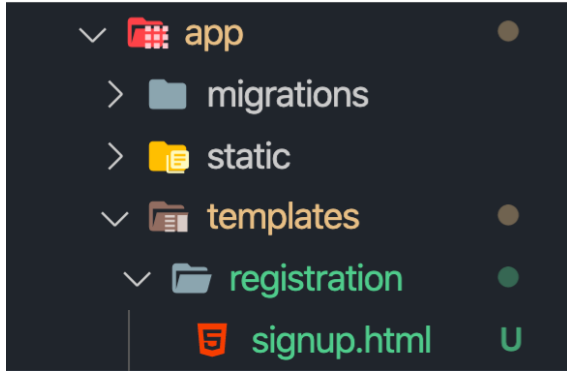 app
migrations
static
templates
registration
signup.html U